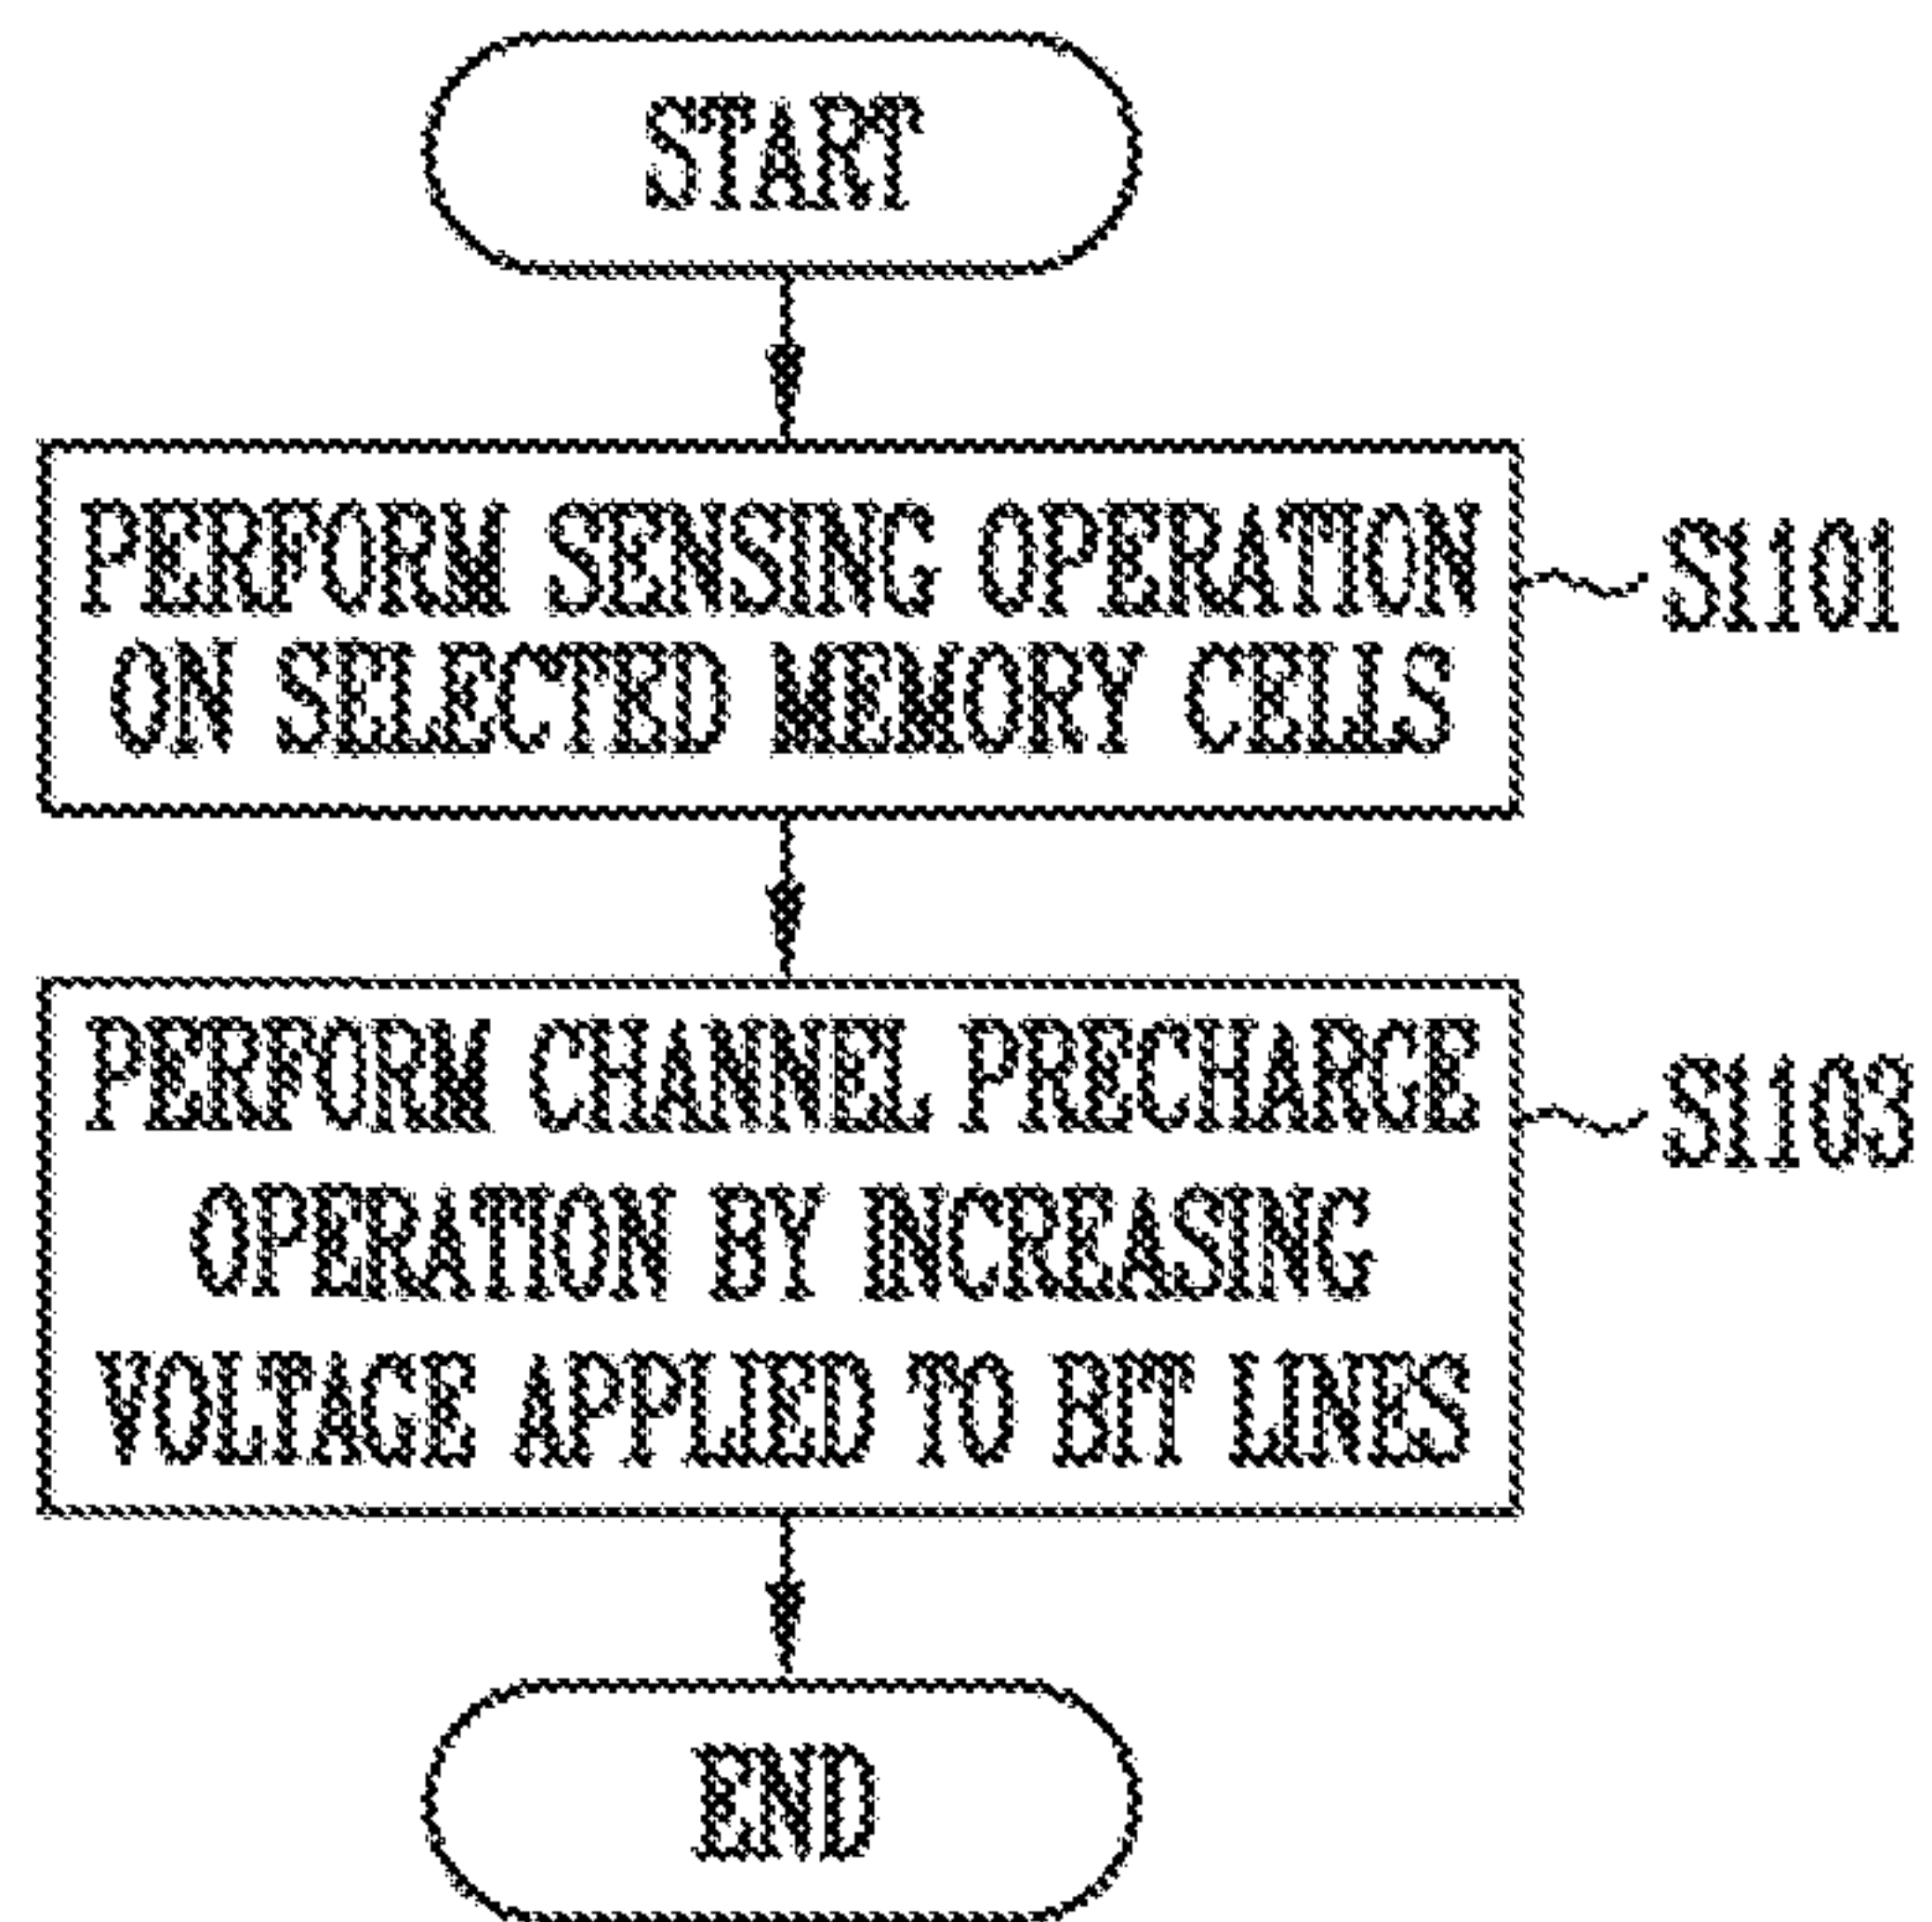 START
PERFORM SENSING OPERATION
ON SELECTED MEMORY CELLS
S1101
PERFORM CHANNEL PRECHARGE
OPERATION BY INCREASING
VOLTAGE APPLIED TO BIT LINES
S1103
END